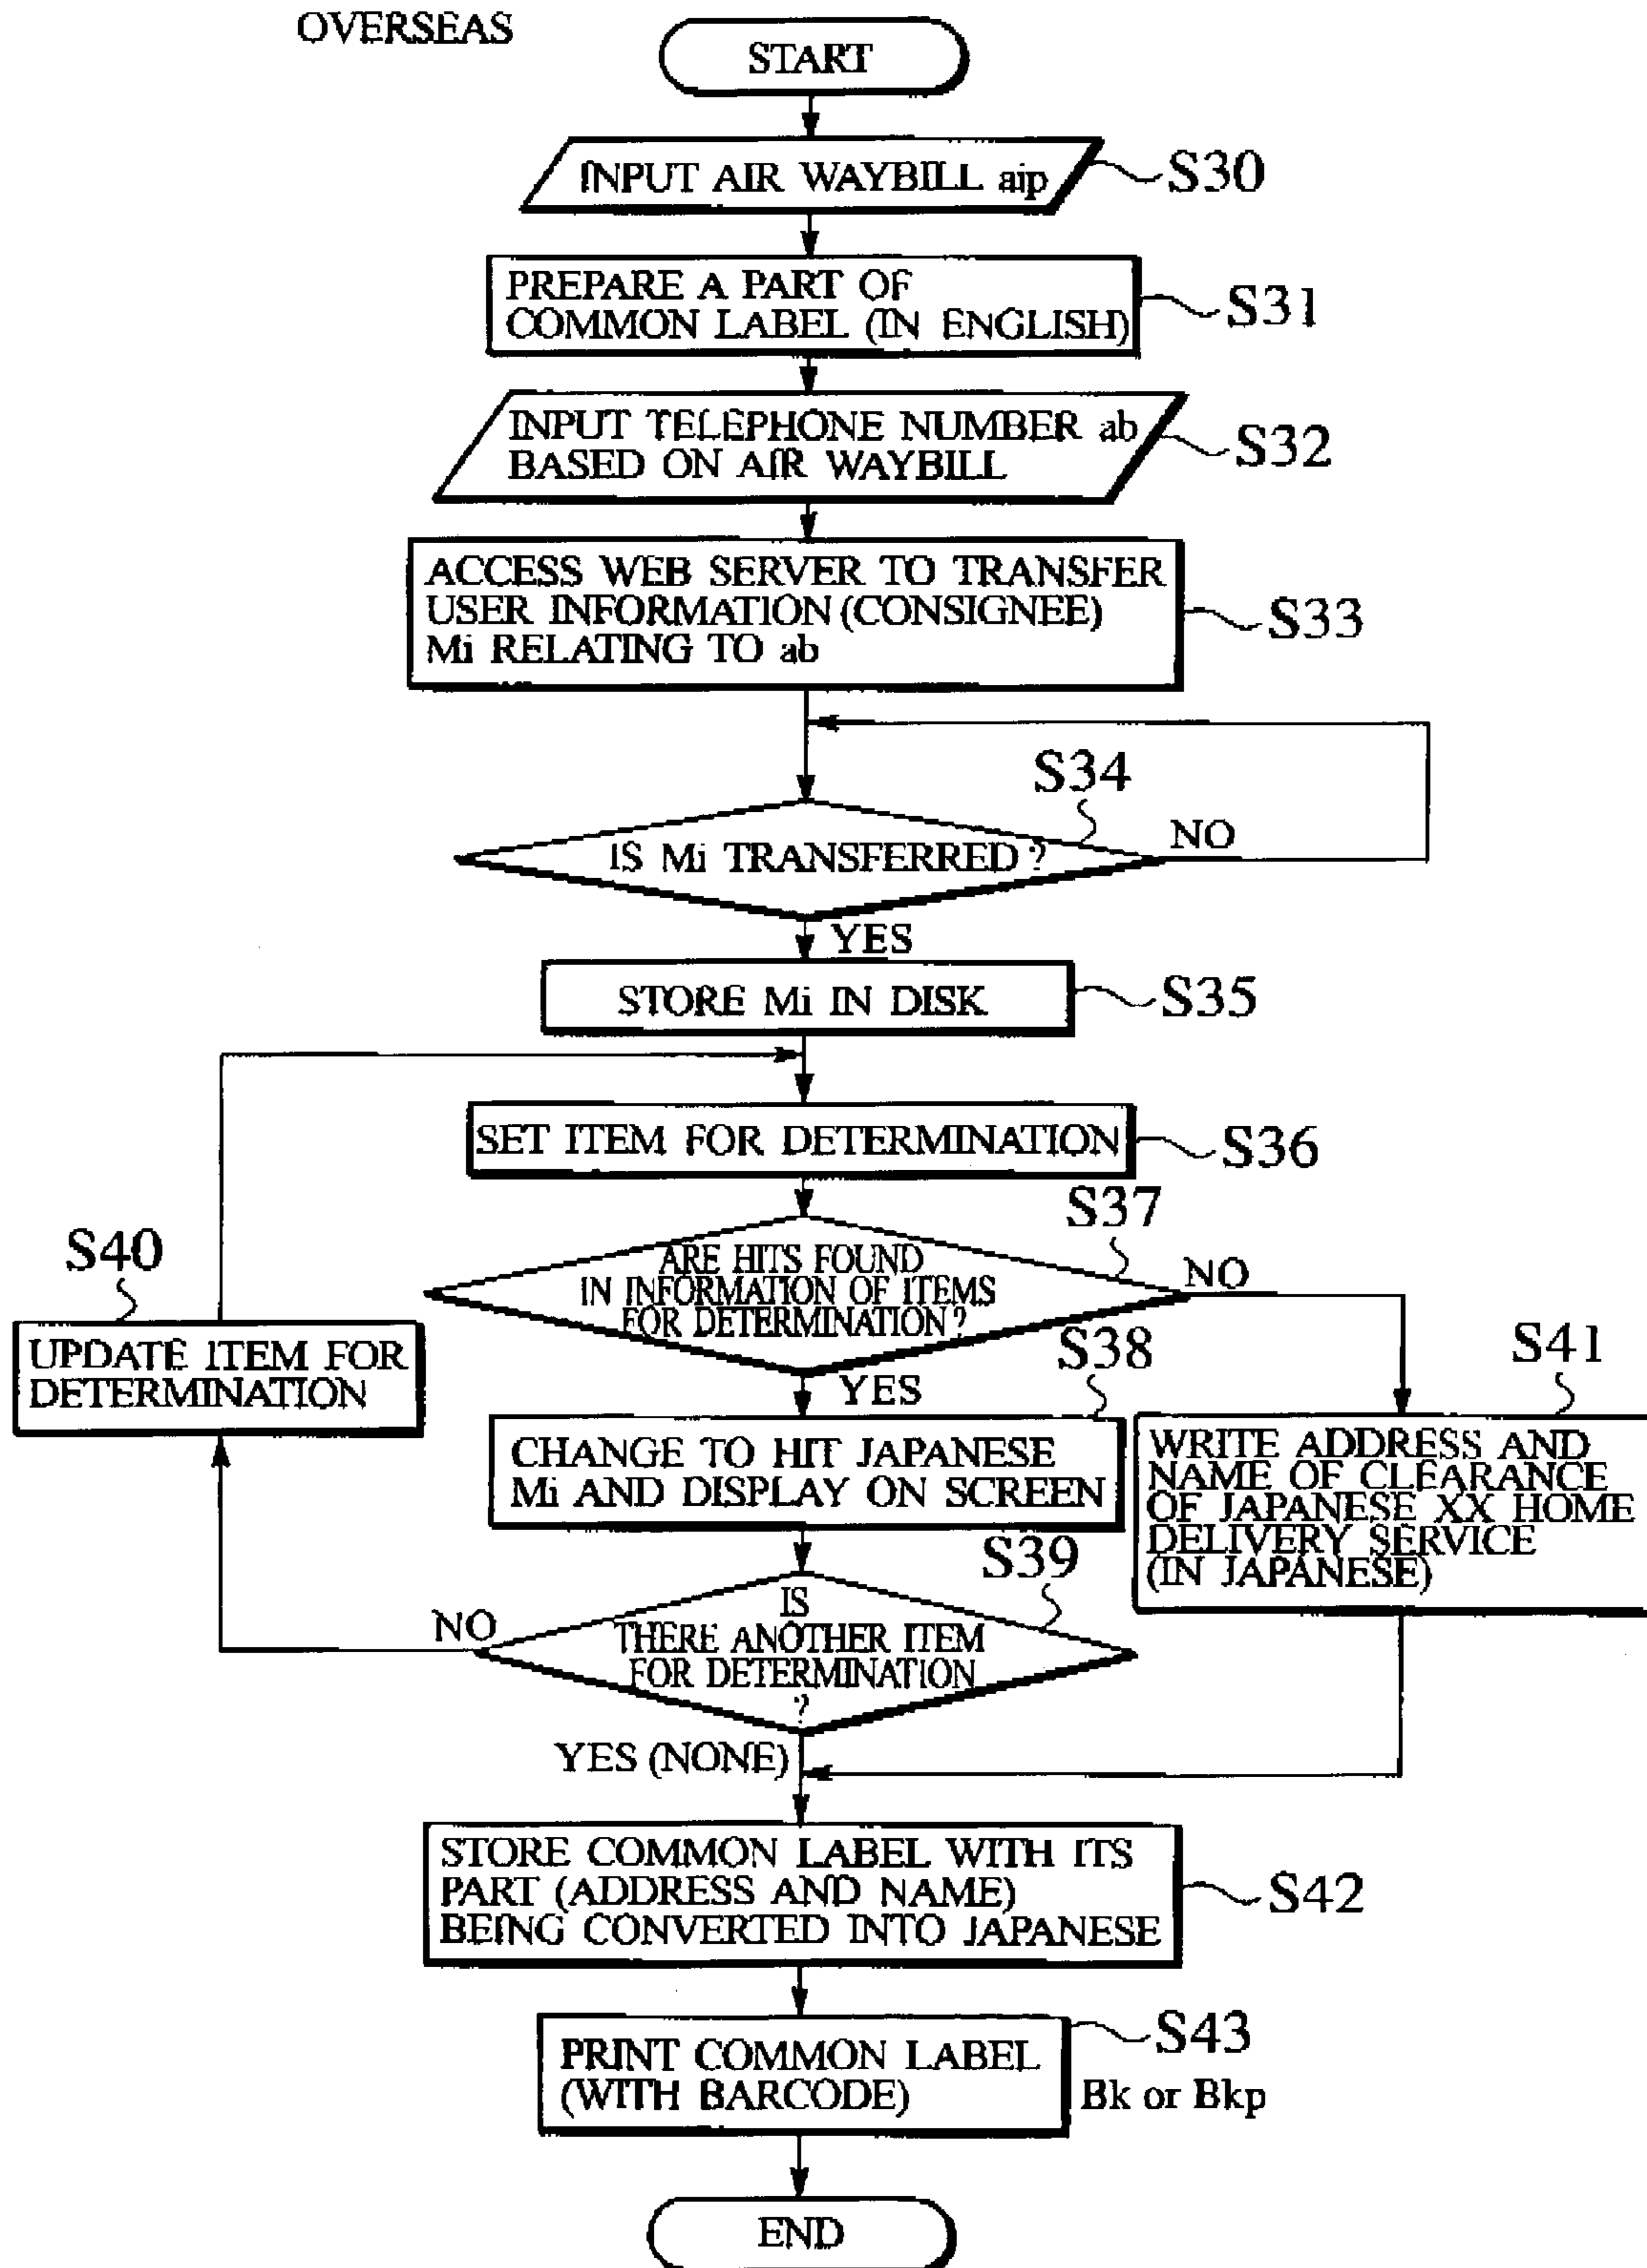 OVERSEAS
START
INPUT AIR WAYBILL aip
S30
PREPARE A PART OF
COMMON LABEL (IN ENGLISH)
S31
INPUT TELEPHONE NUMBER ab
BASED ON AIR WAYBILL
S32
ACCESS WEB SERVER TO TRANSFER
USER INFORMATION (CONSIGNEE)
Mi RELATING TO ab
S33
S34
IS Mi TRANSFERRED ?
NO
YES
STORE Mi IN DISK
S35
SET ITEM FOR DETERMINATION
S36
S37
ARE HITS FOUND
IN INFORMATION OF ITEMS
FOR DETERMINATION ?
NO
YES
S40
UPDATE ITEM FOR
DETERMINATION
S38
CHANGE TO HIT JAPANESE
Mi AND DISPLAY ON SCREEN
S41
WRITE ADDRESS AND
NAME OF CLEARANCE
OF JAPANESE XX HOME
DELIVERY SERVICE
(IN JAPANESE)
S39
IS
THERE ANOTHER ITEM
FOR DETERMINATION
?
NO
YES (NONE)
STORE COMMON LABEL WITH ITS
PART (ADDRESS AND NAME)
BEING CONVERTED INTO JAPANESE
S42
PRINT COMMON LABEL
(WITH BARCODE)
S43
Bk or Bkp
END